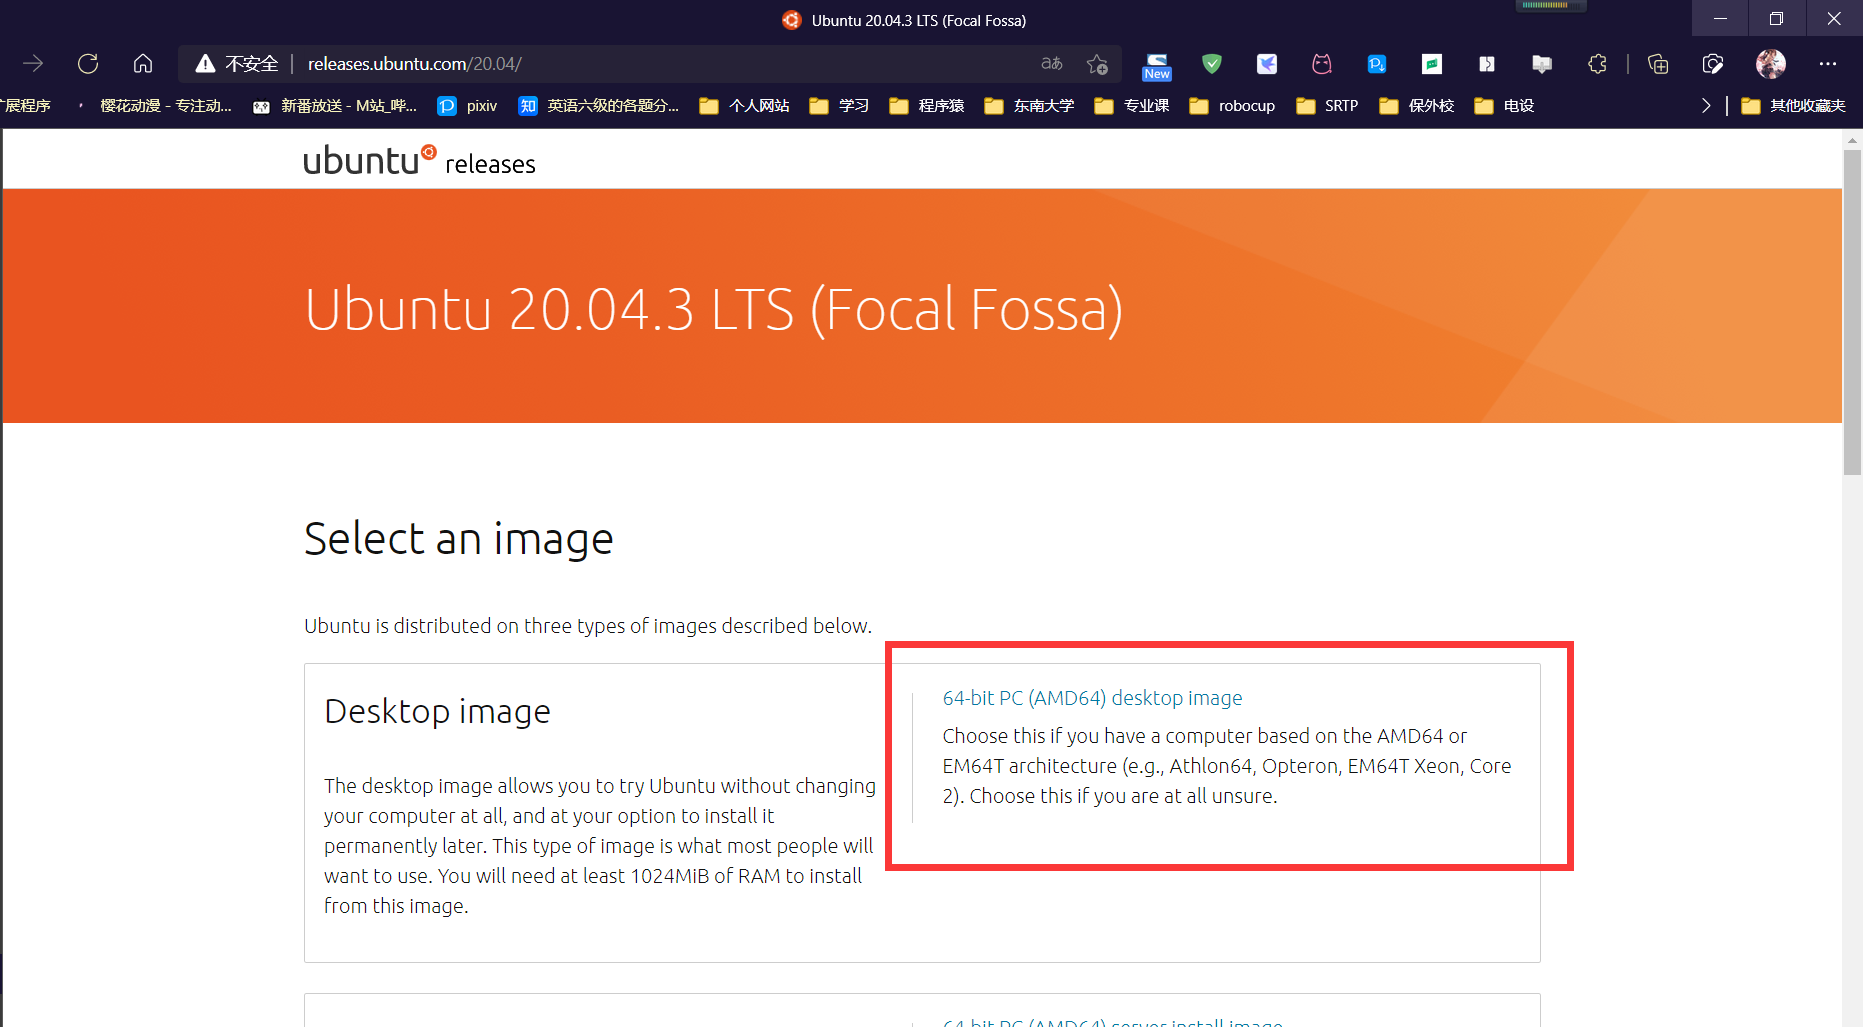 Ubuntu 20.04.3 LTS (Focal Fossa)
不安全 releases.ubuntu.com/20.04/ aあ
New
展程序 樱花动漫 - 专注动... 新番放送 - M站_哔... pixiv 知 英语六级的各题分... 个人网站 学习 程序猿 东南大学 专业课 robocup SRTP 保外校 电设 其他收藏夹
ubuntu releases
Ubuntu 20.04.3 LTS (Focal Fossa)
Select an image
Ubuntu is distributed on three types of images described below.
Desktop image
The desktop image allows you to try Ubuntu without changing
your computer at all, and at your option to install it
permanently later. This type of image is what most people will
want to use. You will need at least 1024MiB of RAM to install
from this image.
64-bit PC (AMD64) desktop image
Choose this if you have a computer based on the AMD64 or
EM64T architecture (e.g., Athlon64, Opteron, EM64T Xeon, Core
2). Choose this if you are at all unsure.
64-bit PC (AMD64) server install image